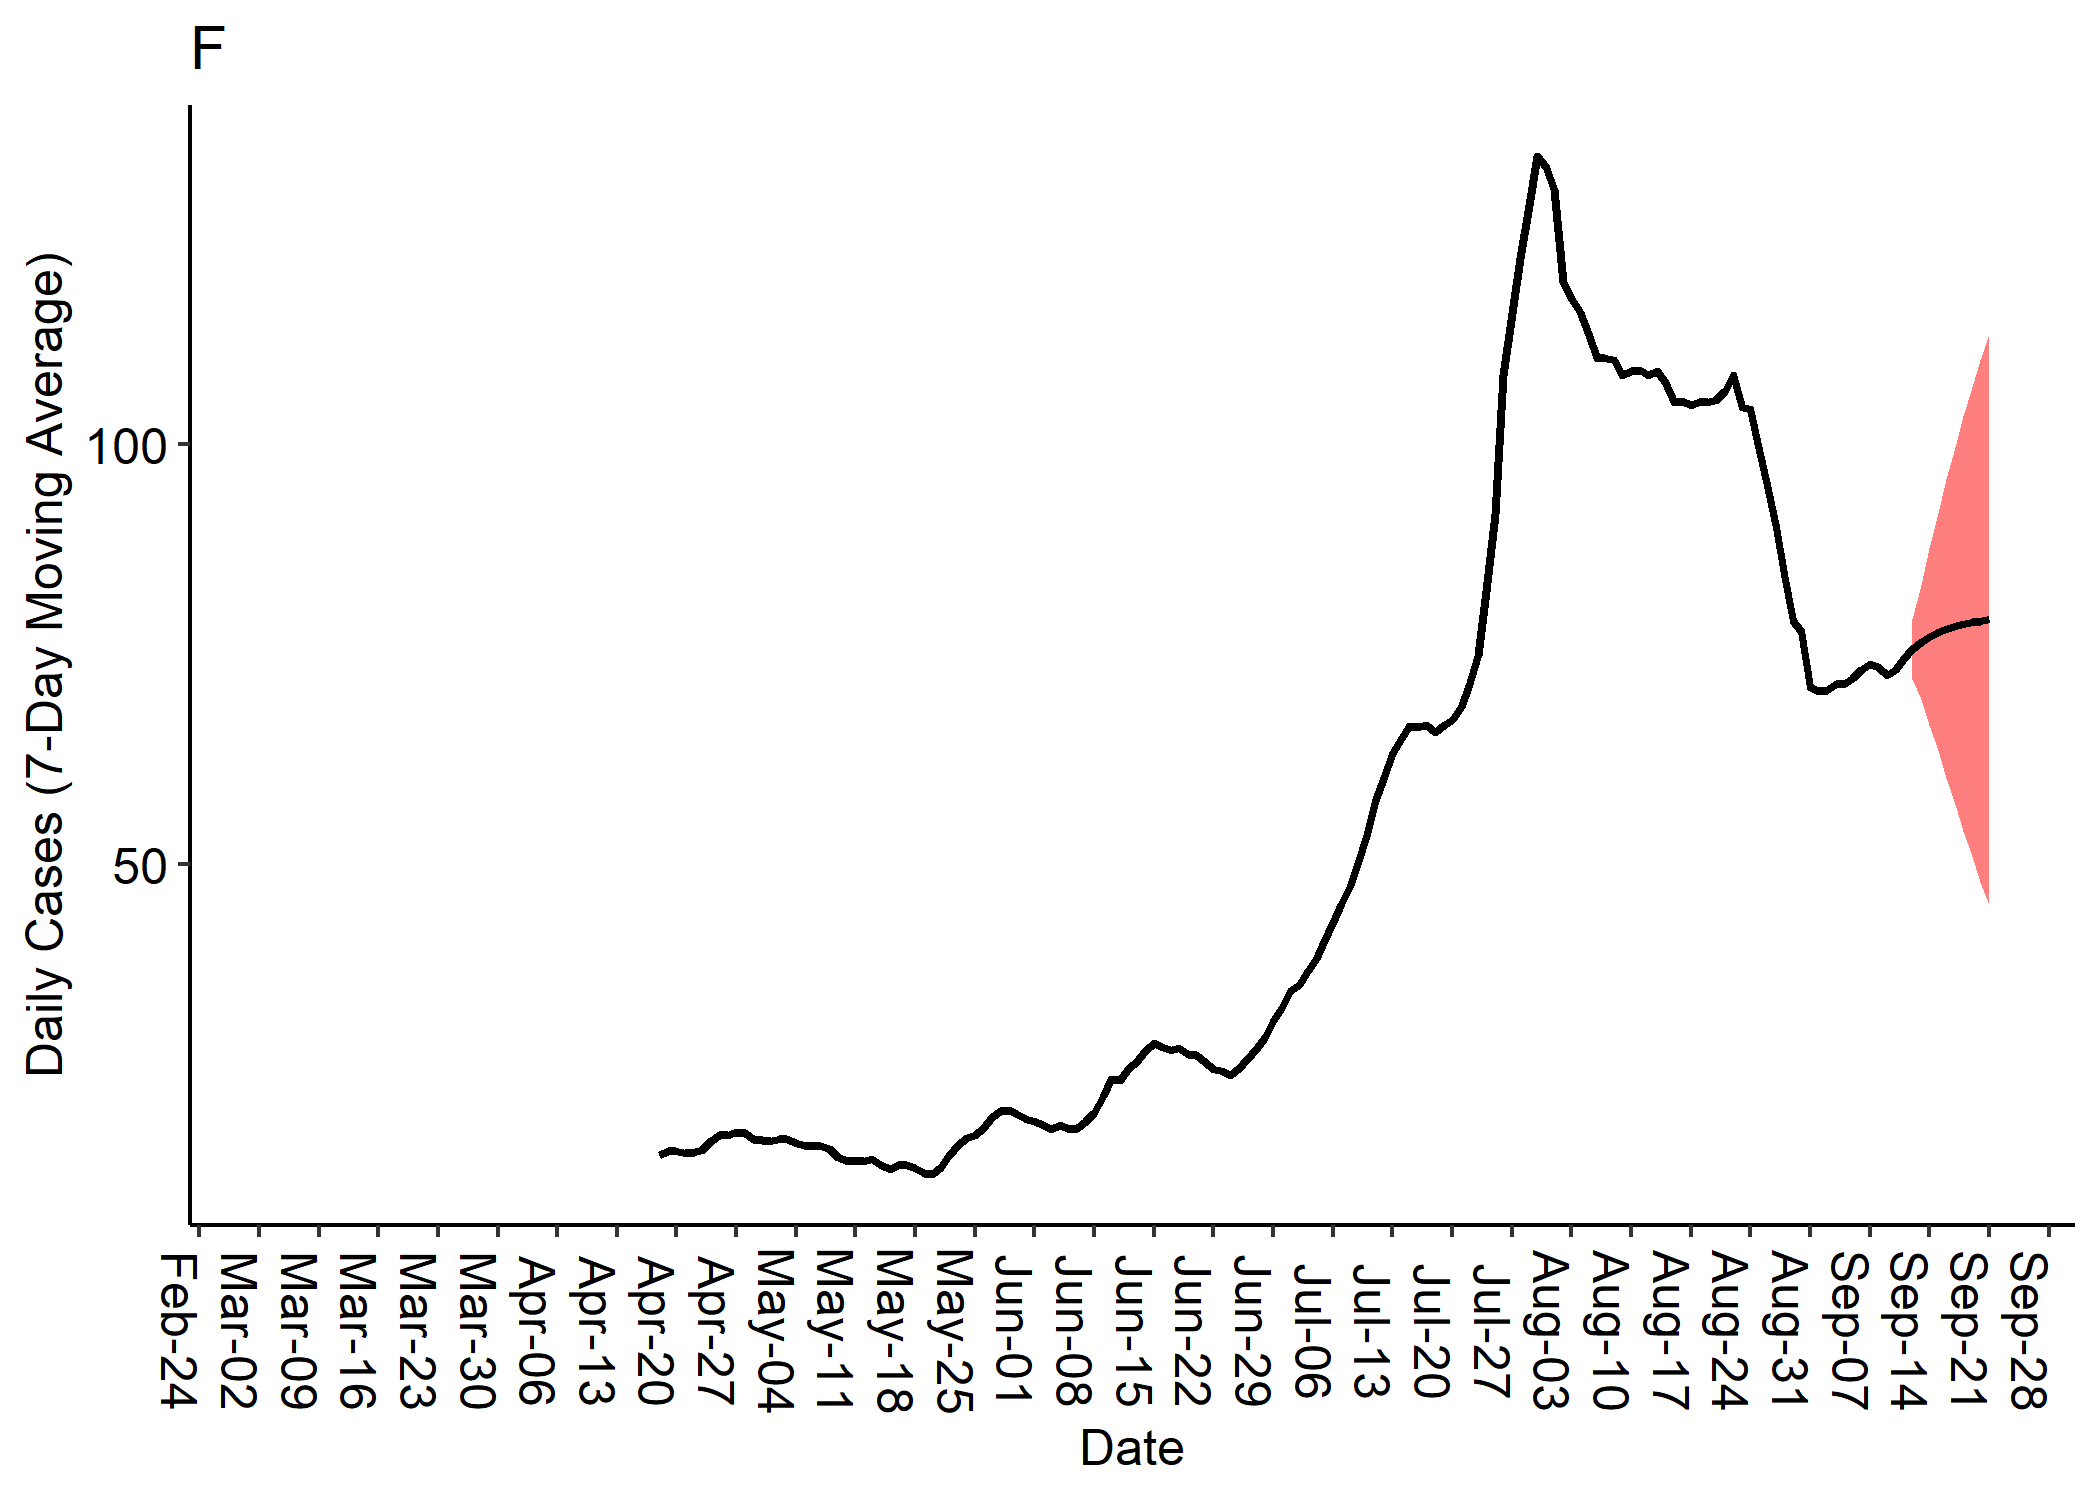 F
Daily Cases (7-Day Moving Average)
100
50
Feb-24
Mar-02
Mar-09
Mar-16
Mar-23
Mar-30
Apr-06
Apr-13
Apr-20
Apr-27
May-04
May-11
May-18
May-25
Jun-01
Jun-08
Jun-15
Jun-22
Jun-29
Jul-06
Jul-13
Jul-20
Jul-27
Aug-03
Aug-10
Aug-17
Aug-24
Aug-31
Sep-07
Sep-14
Sep-21
Sep-28
Date